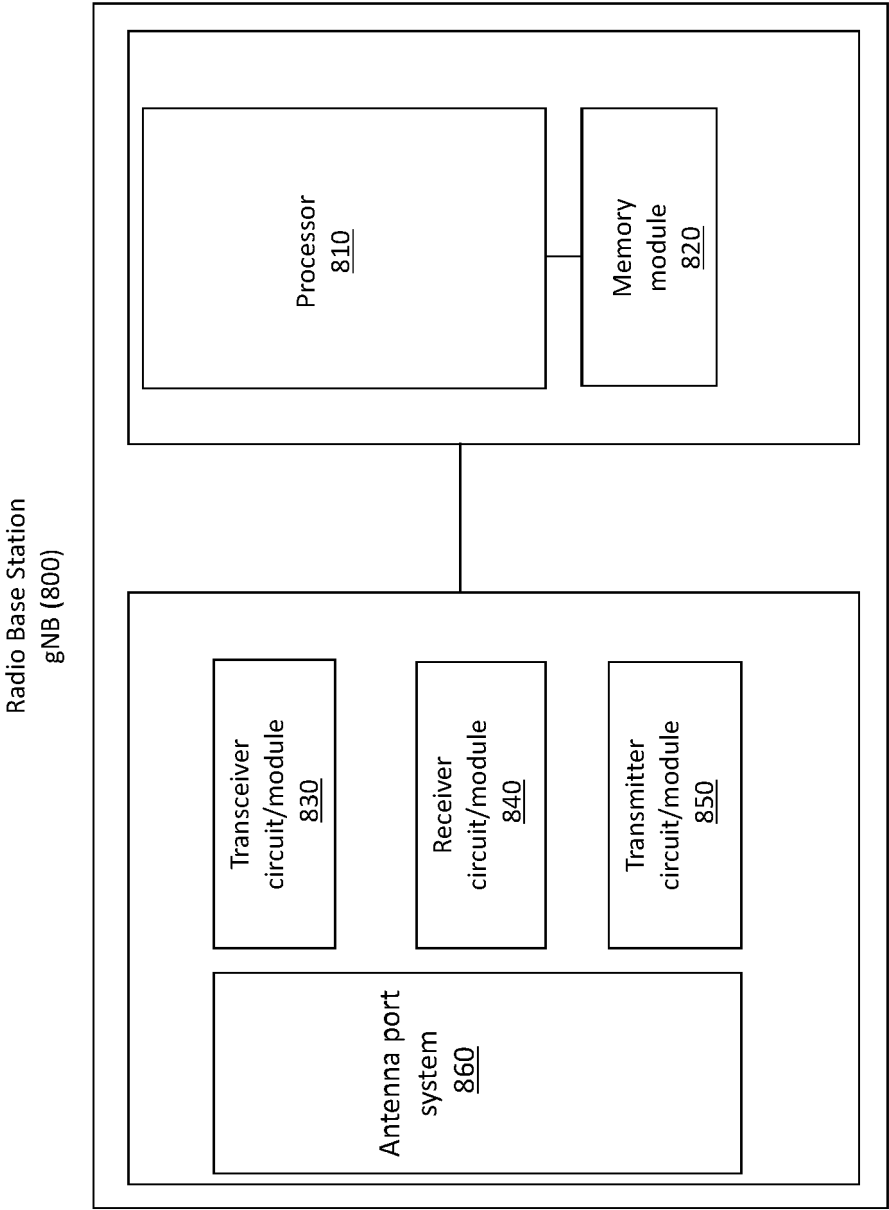 Radio Base Station
gNB (800)
Antenna port
system
860
Transceiver
circuit/module
830
Receiver
circuit/module
840
Transmitter
circuit/module
850
Processor
810
Memory
module
820